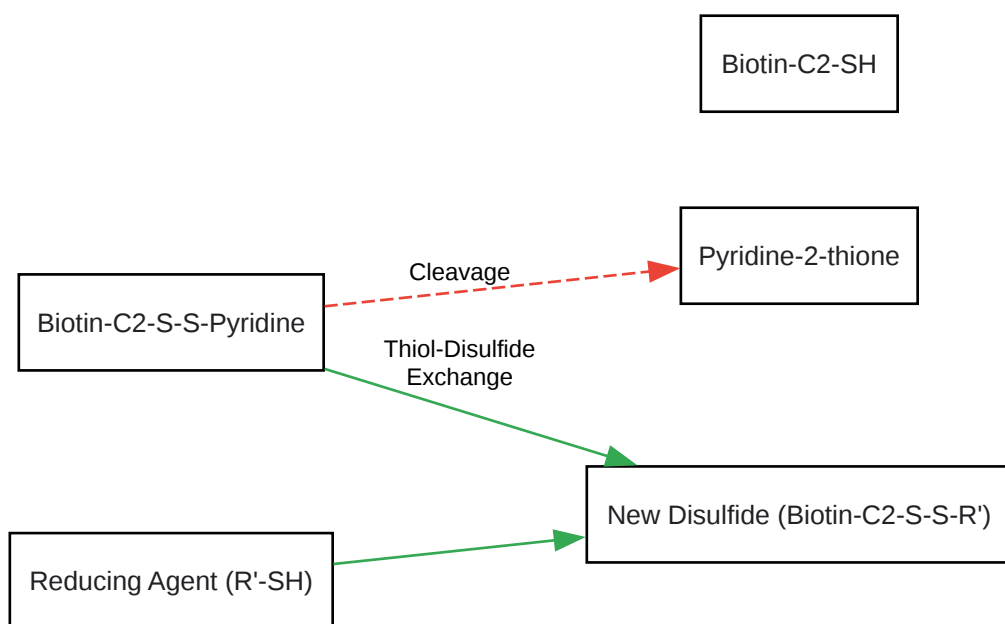 Biotin-C2-SH
Pyridine-2-thione
Cleavage
Biotin-C2-S-S-Pyridine
Thiol-Disulfide
Exchange
New Disulfide (Biotin-C2-S-S-R')
Reducing Agent (R'-SH)